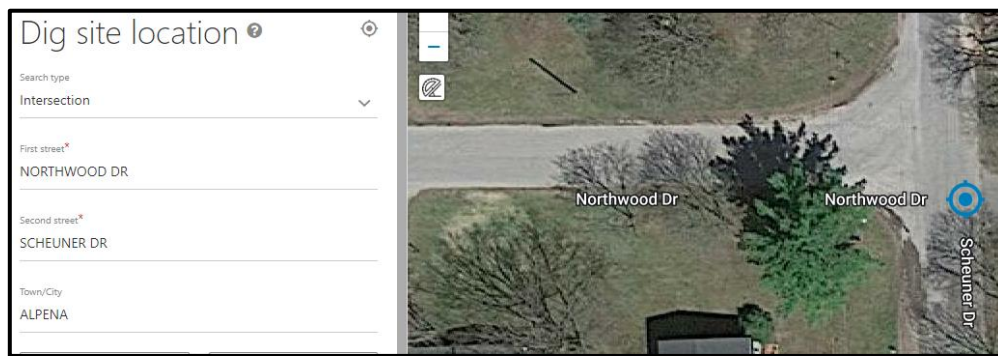 Dig site location ?
Search type
Intersection
First street*
NORTHWOOD DR
Second street*
SCHEUNER DR
Town/City
ALPENA
Northwood Dr
Northwood Dr
Scheuner Dr